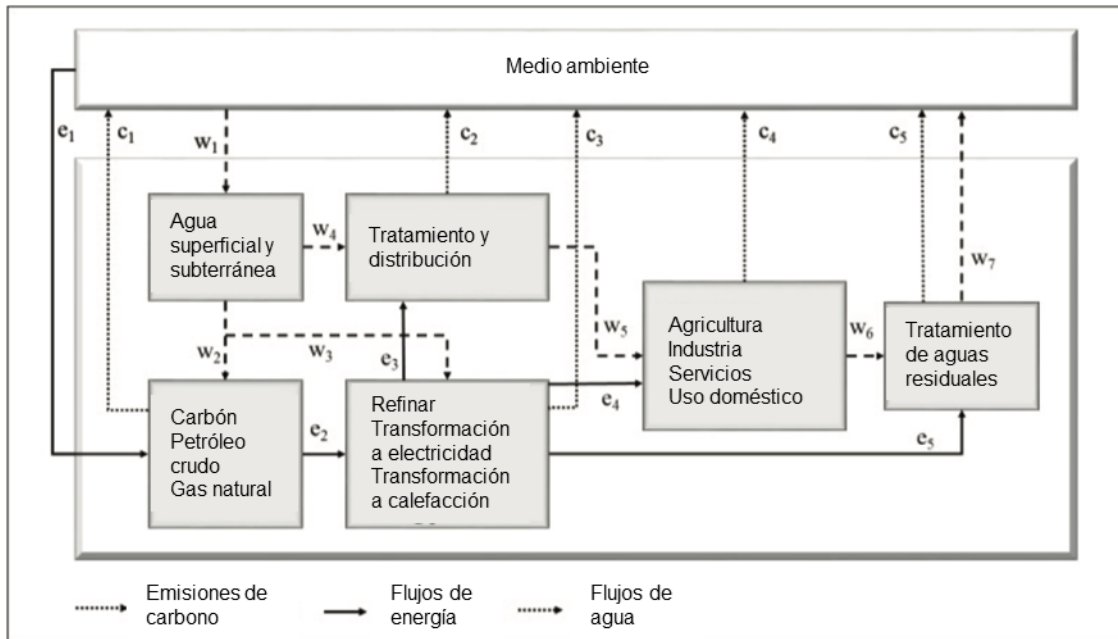 Medio ambiente
e1
c1
w1
c2
c3
c4
c5
w7
Agua
superficial y
subterránea
w4
Tratamiento y
distribución
w5
Agricultura
Industria
Servicios
Uso doméstico
w6
Tratamiento
de aguas
residuales
w2
w3
e3
e4
Carbón
Petróleo
crudo
Gas natural
e2
Refinar
Transformación
a electricidad
Transformación
a calefacción
e5
Emisiones de
carbono
Flujos de
energía
Flujos de
agua